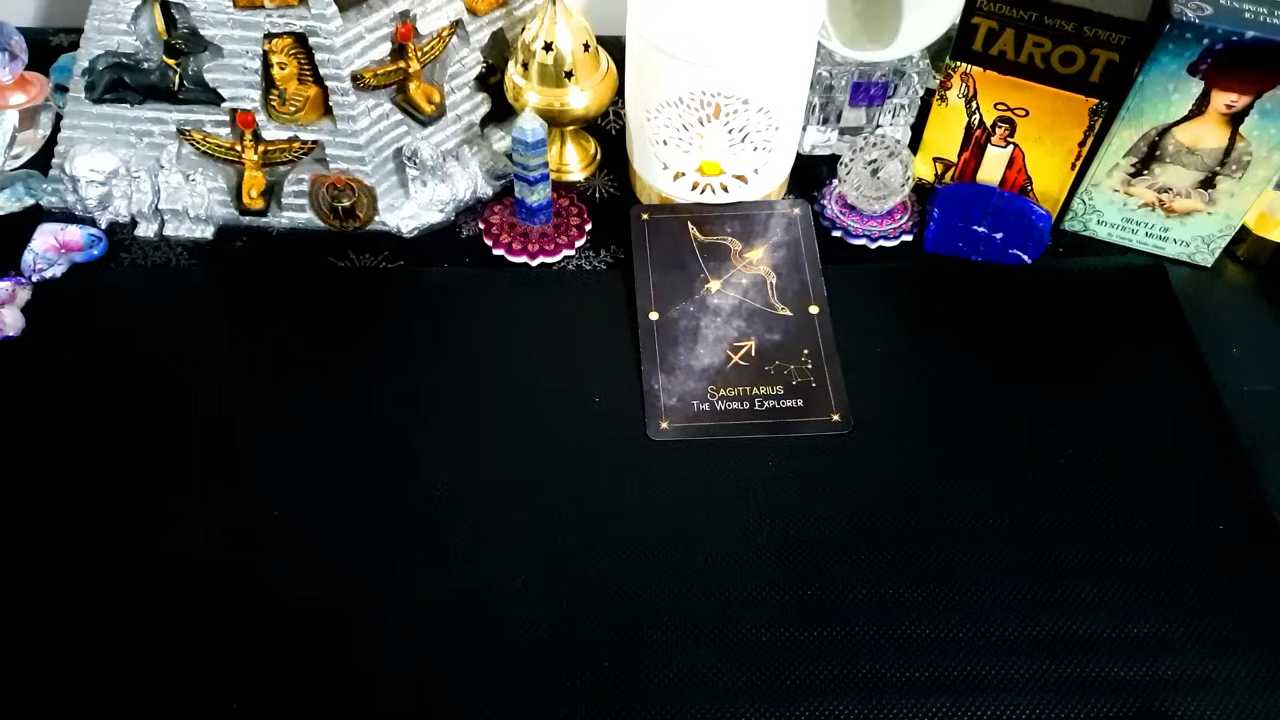 RADIANT WISE SPIRIT
TAROT
ORACLE OF
MYSTICAL MOMENTS
SAGITTARIUS
THE WORLD EXPLORER